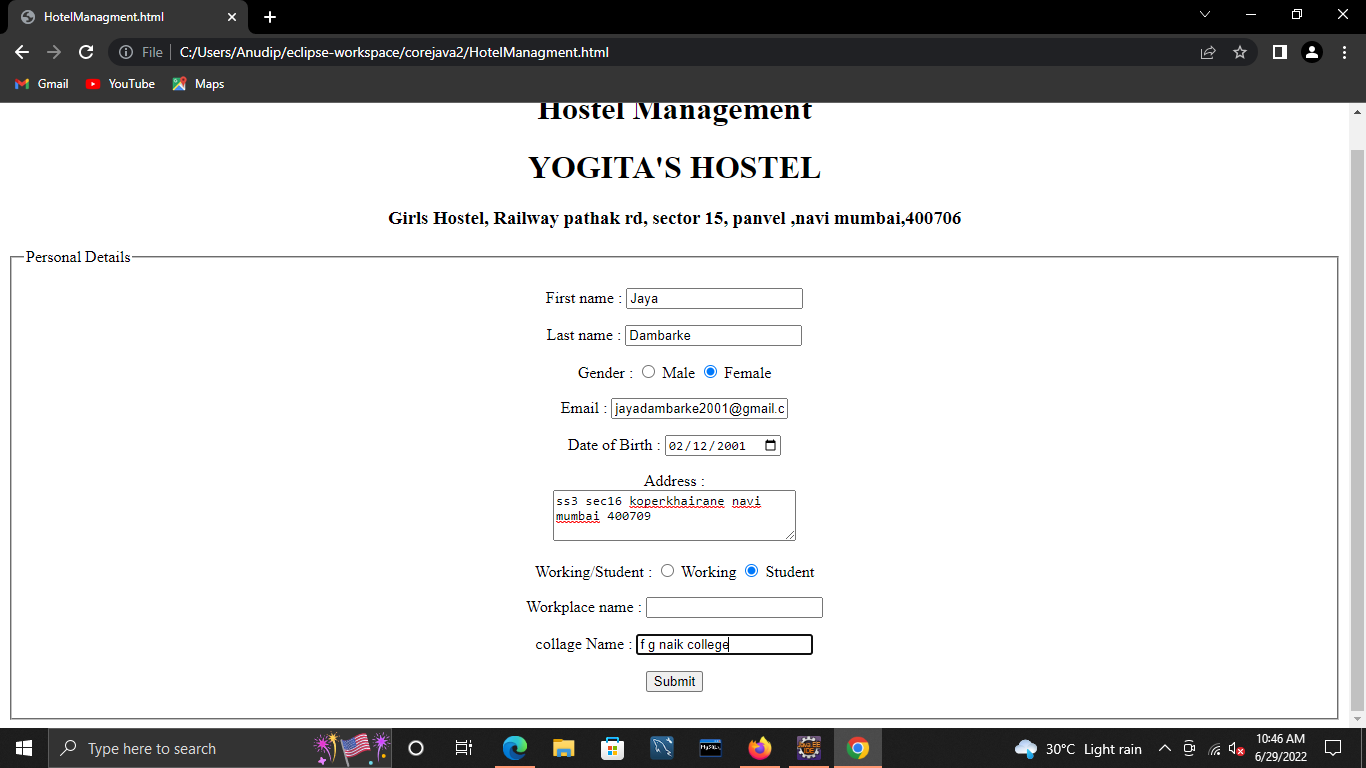 HotelManagment.html
File C:/Users/Anudip/eclipse-workspace/corejava2/HotelManagment.html
Gmail YouTube Maps
Hostel Management
YOGITA'S HOSTEL
Girls Hostel, Railway pathak rd, sector 15, panvel ,navi mumbai,400706
Personal Details
First name : Jaya
Last name : Dambarke
Gender : Male Female
Email : jayadambarke2001@gmail.c
Date of Birth : 02/12/2001
Address :
ss3 sec16 koperkhairane navi
mumbai 400709
Working/Student : Working Student
Workplace name :
collage Name : f g naik college
Submit
Type here to search
MySQL
Java EE
IDE
30°C Light rain
10:46 AM
6/29/2022